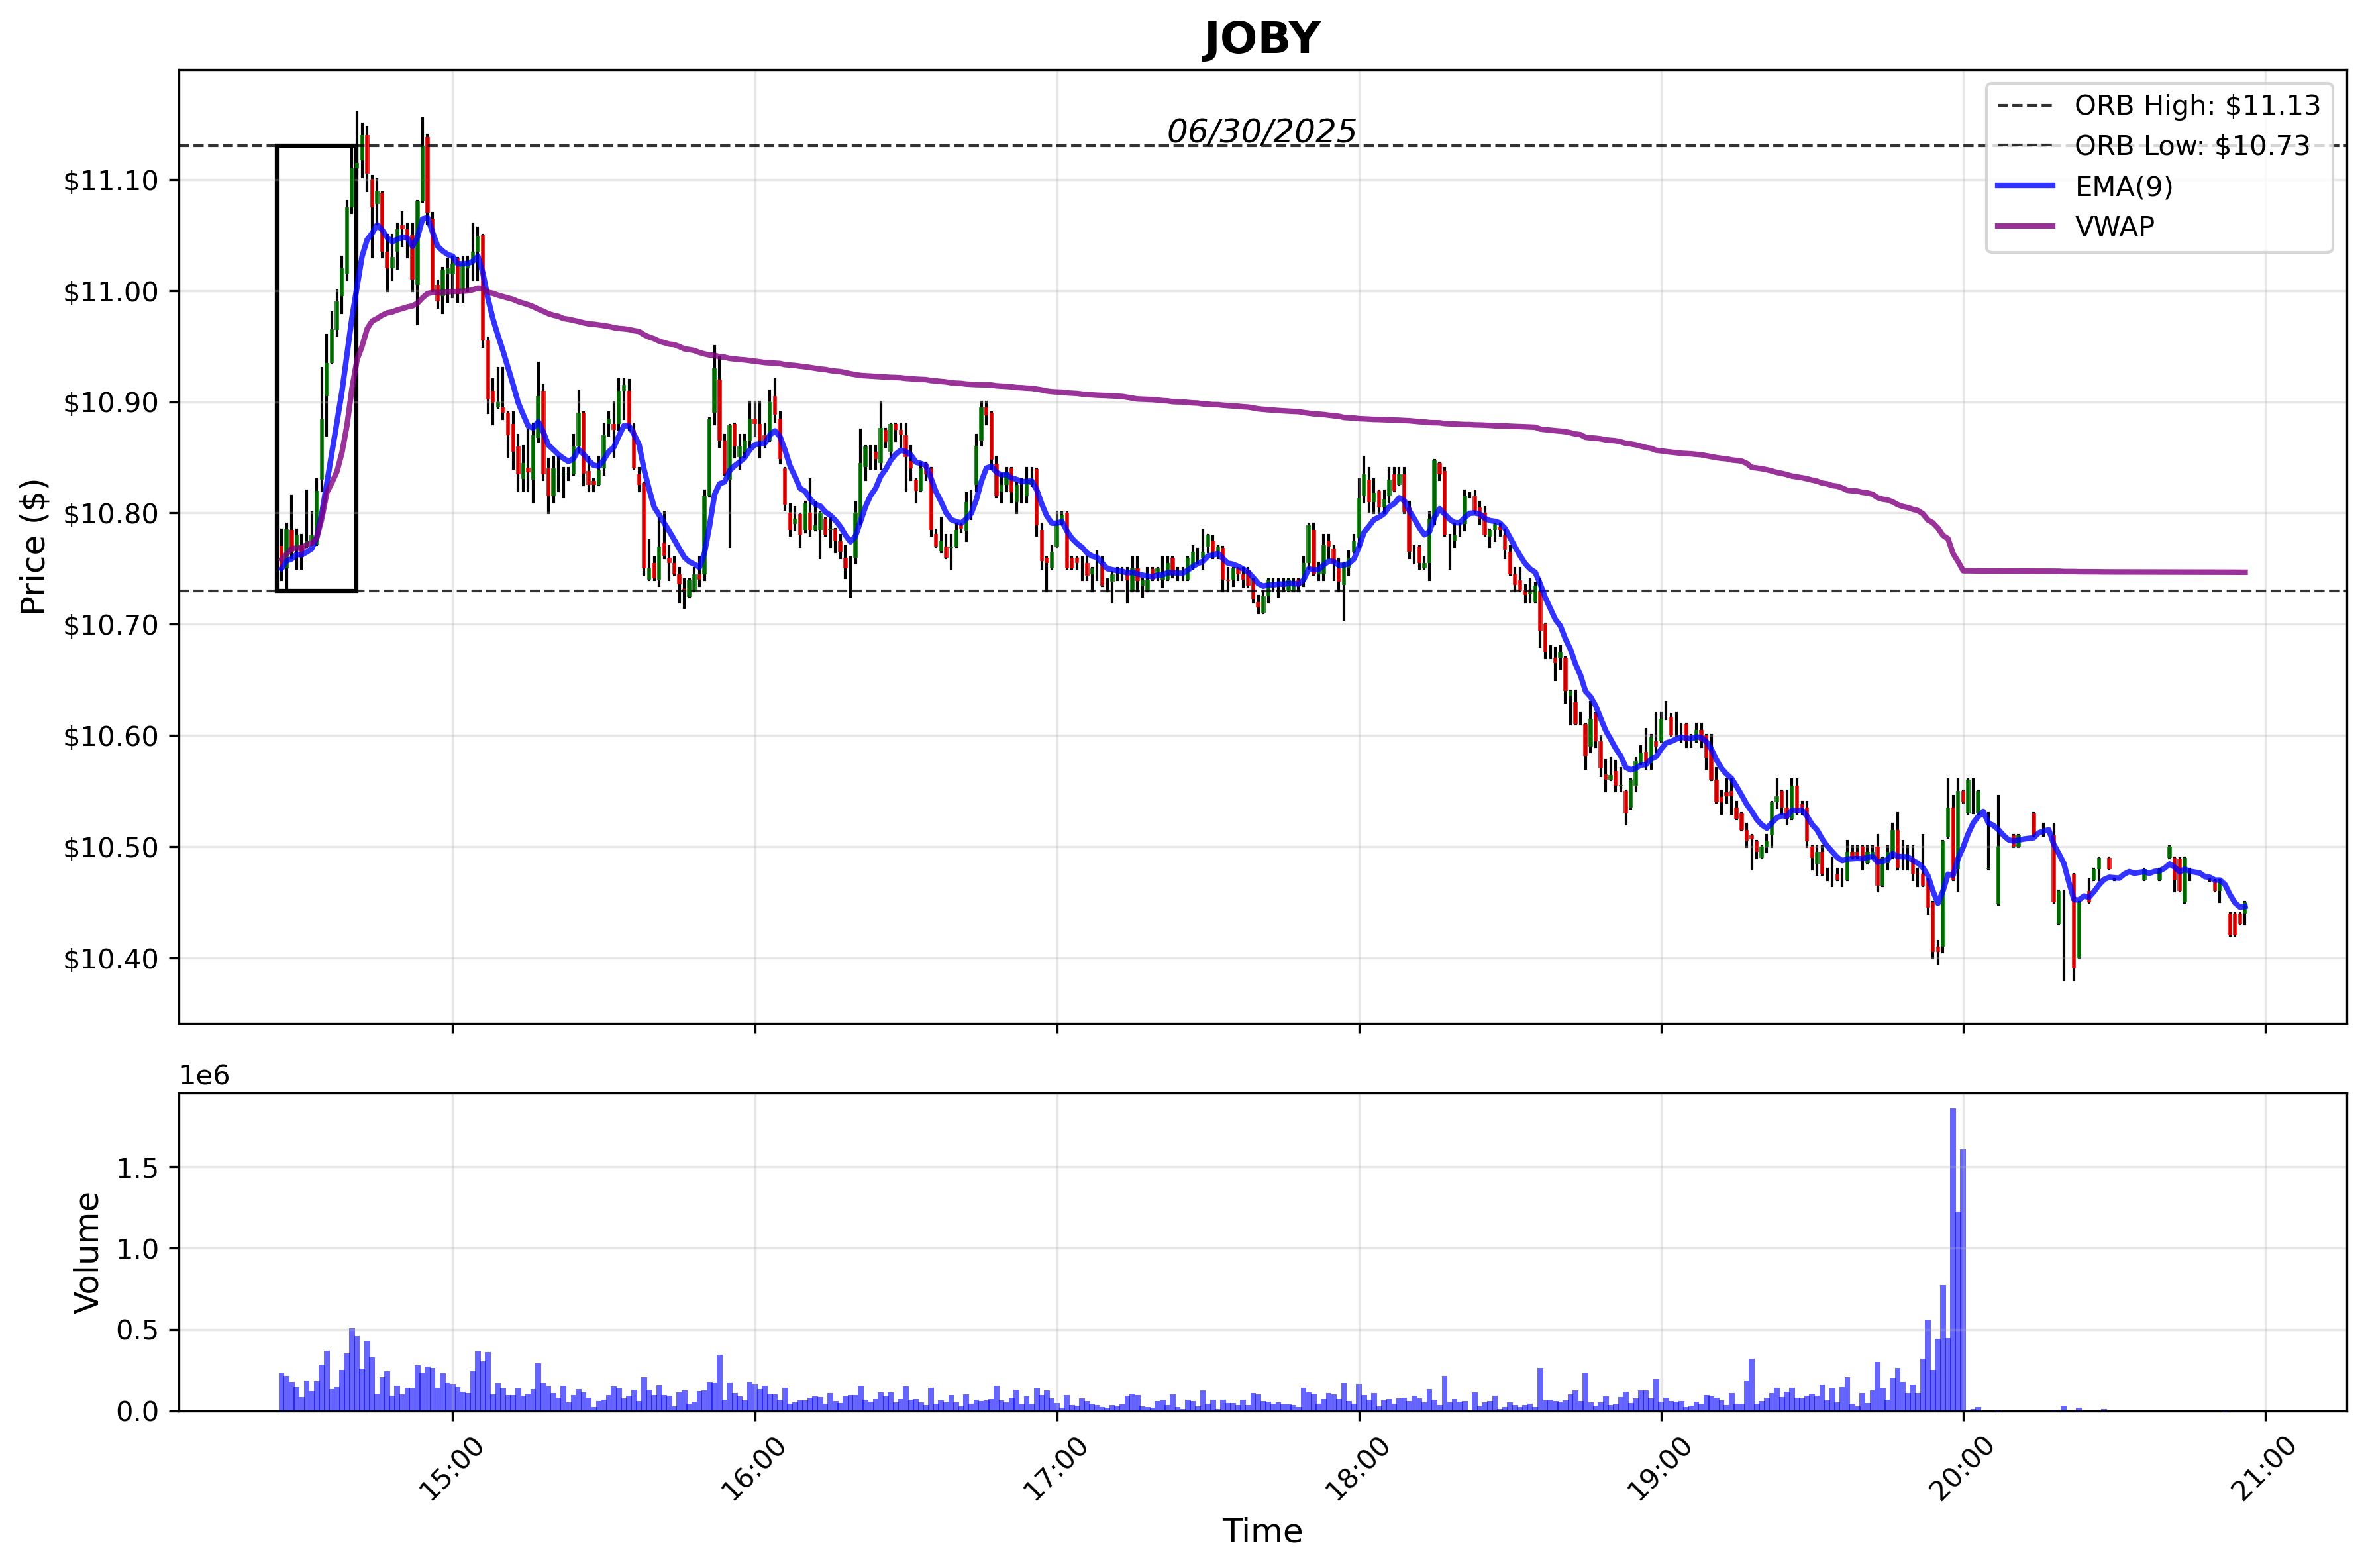 JOBY
06/30/2025
ORB High: $11.13
ORB Low: $10.73
EMA(9)
VWAP
Price ($)
$11.10
$11.00
$10.90
$10.80
$10.70
$10.60
$10.50
$10.40
1e6
Volume
1.5
1.0
0.5
0.0
15:00
16:00
17:00
18:00
19:00
20:00
21:00
Time